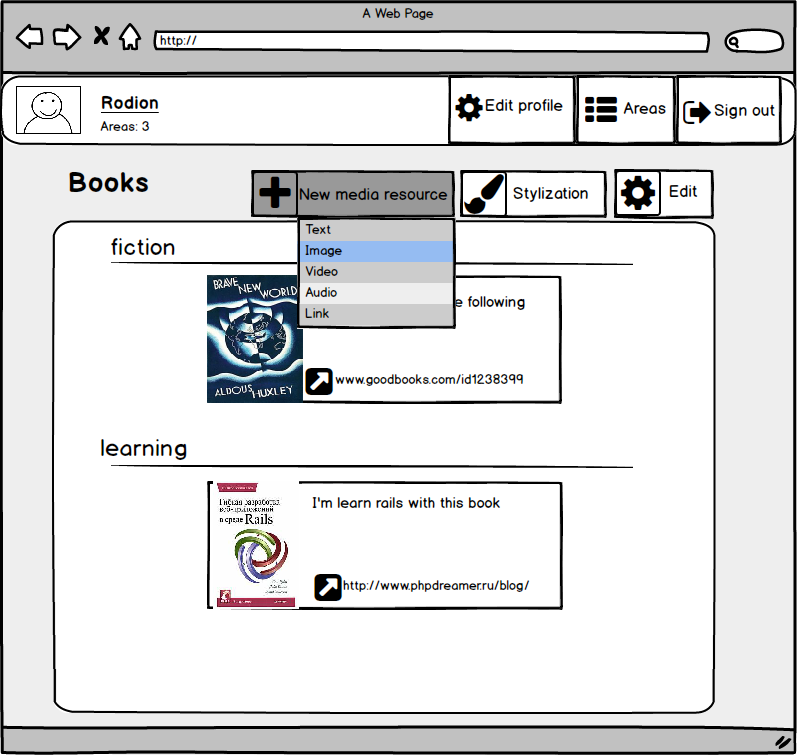 A Web Page
http://
Rodion
Areas: 3
Edit profile
Areas
Sign out
Books
New media resource
Stylization
Edit
Text
Image
Video
Audio
Link
fiction
BRAVE NEW WORLD
ALDOUS HUXLEY
e following
www.goodbooks.com/id1238399
learning
Гибкая разработка
веб-приложений
в среде Rails
I'm learn rails with this book
http://www.phpdreamer.ru/blog/